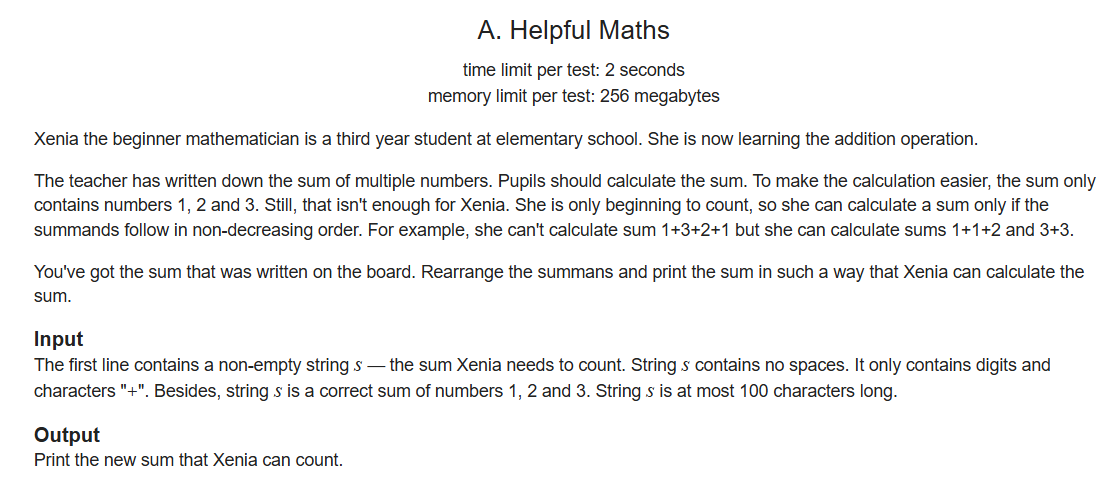 A. Helpful Maths
time limit per test: 2 seconds
memory limit per test: 256 megabytes
Xenia the beginner mathematician is a third year student at elementary school. She is now learning the addition operation.
The teacher has written down the sum of multiple numbers. Pupils should calculate the sum. To make the calculation easier, the sum only
contains numbers 1, 2 and 3. Still, that isn't enough for Xenia. She is only beginning to count, so she can calculate a sum only if the
summands follow in non-decreasing order. For example, she can't calculate sum 1+3+2+1 but she can calculate sums 1+1+2 and 3+3.
You've got the sum that was written on the board. Rearrange the summans and print the sum in such a way that Xenia can calculate the
sum.
Input
The first line contains a non-empty string s — the sum Xenia needs to count. String s contains no spaces. It only contains digits and
characters "+". Besides, string s is a correct sum of numbers 1, 2 and 3. String s is at most 100 characters long.
Output
Print the new sum that Xenia can count.